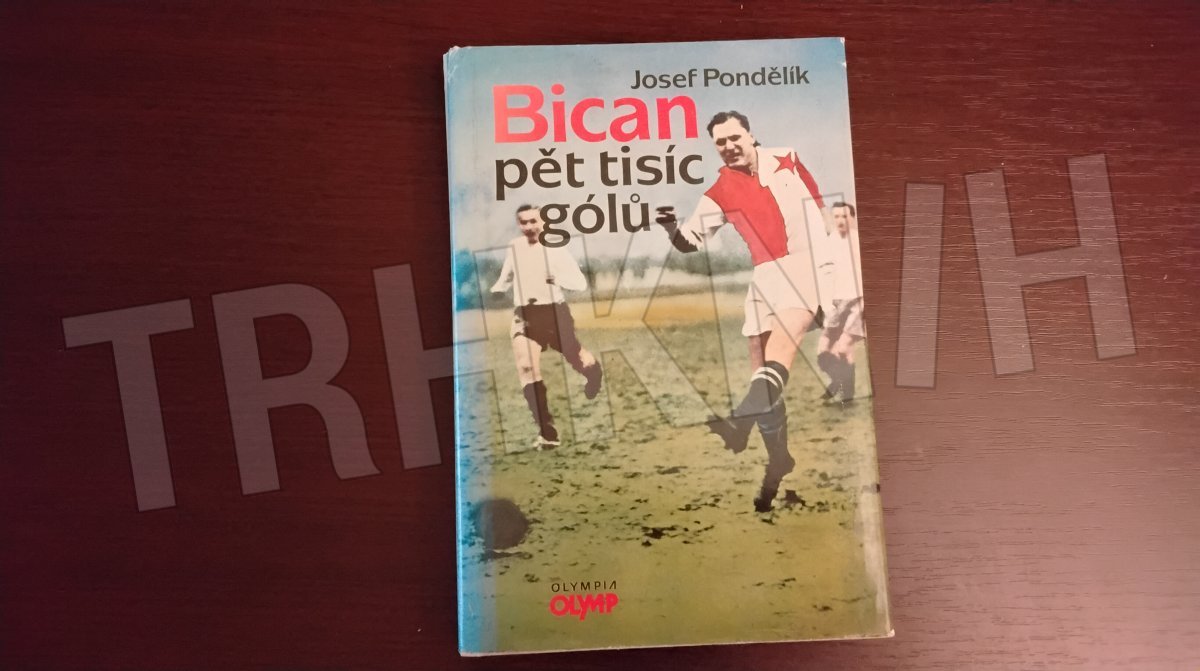 Josef Pondělík
Bican
pět tisíc
gólů
OLYMPIA
OLYMP
TRHKNIH